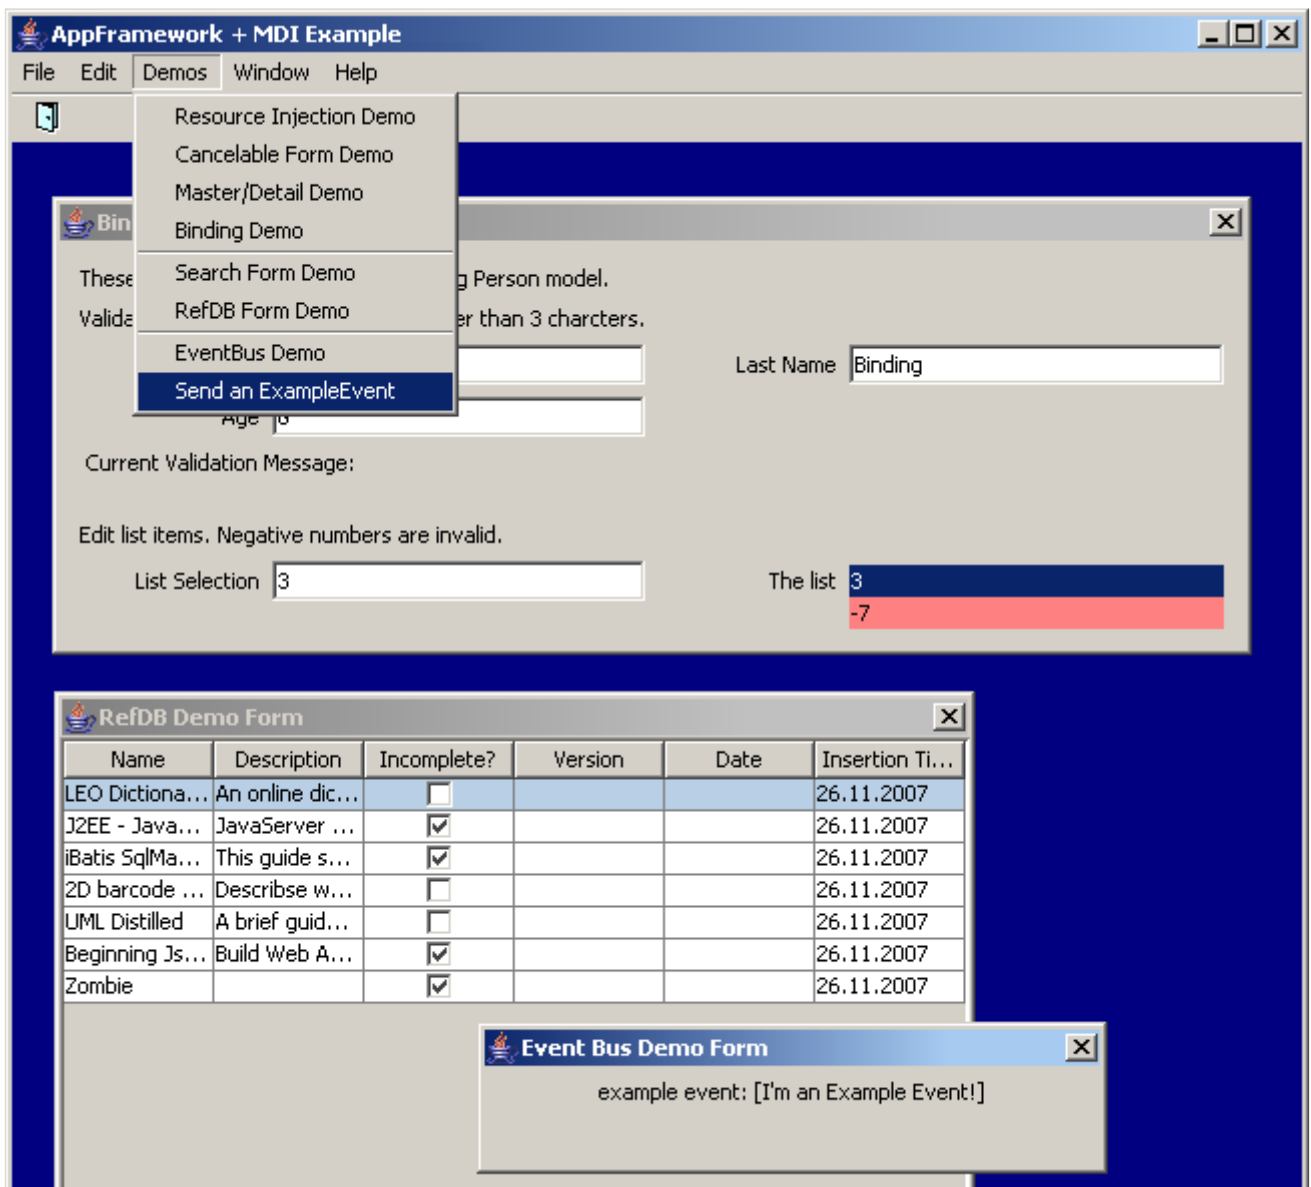 AppFramework + MDI Example
File Edit Demos Window Help
Resource Injection Demo
Cancelable Form Demo
Master/Detail Demo
Binding Demo
Search Form Demo
RefDB Form Demo
EventBus Demo
Send an ExampleEvent
Bin
These g Person model.
Valida er than 3 charcters.
Last Name Binding
Age
Current Validation Message:
Edit list items. Negative numbers are invalid.
List Selection 3 The list 3
-7
RefDB Demo Form
Name Description Incomplete? Version Date Insertion Ti...
LEO Dictiona... An online dic... 26.11.2007
J2EE - Java... JavaServer ... 26.11.2007
iBatis SqlMa... This guide s... 26.11.2007
2D barcode ... Describse w... 26.11.2007
UML Distilled A brief guid... 26.11.2007
Beginning Js... Build Web A... 26.11.2007
Zombie 26.11.2007
Event Bus Demo Form
example event: [I'm an Example Event!]